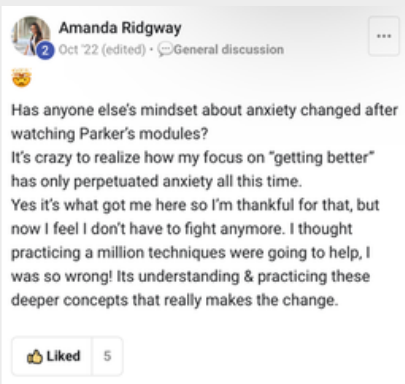 Amanda Ridgway
2 Oct '22 (edited) • General discussion
Has anyone else's mindset about anxiety changed after
watching Parker's modules?
It's crazy to realize how my focus on "getting better"
has only perpetuated anxiety all this time.
Yes it's what got me here so I'm thankful for that, but
now I feel I don't have to fight anymore. I thought
practicing a million techniques were going to help, I
was so wrong! Its understanding & practicing these
deeper concepts that really makes the change.
Liked 5